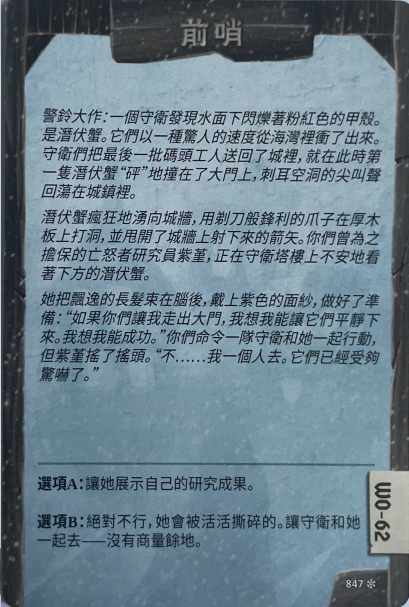 前哨
警鈴大作：一個守衛發現水面下閃爍著粉紅色的甲殼。
是潛伏蟹。它們以一種驚人的速度從海灣裡衝了出來。
守衛們把最後一批碼頭工人送回了城裡，就在此時第
一隻潛伏蟹“砰”地撞在了大門上，刺耳空洞的尖叫聲
回蕩在城鎮裡。
潛伏蟹瘋狂地湧向城牆，用剃刀般鋒利的爪子在厚木
板上打洞，並甩開了城牆上射下來的箭矢。你們曾為之
擔保的亡怒者研究員紫堇，正在守衛塔樓上不安地看
著下方的潛伏蟹。
她把飄逸的長髮束在腦後，戴上紫色的面紗，做好了準
備：“如果你們讓我走出大門，我想我能讓它們平靜下
來。我想我能成功。”你們命令一隊守衛和她一起行動，
但紫堇搖了搖頭。“不……我一個人去。它們已經受夠
驚嚇了。”
選項A：讓她展示自己的研究成果。
選項B：絕對不行，她會被活活撕碎的。讓守衛和她
一起去——沒有商量餘地。
WO-62
847